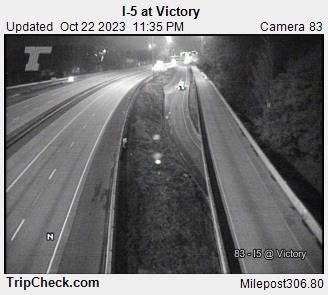 I-5 at Victory
Updated Oct 22 2023 11:35 PM Camera 83
T
N
83 - I5 @ Victory
TripCheck.com Milepost306.80